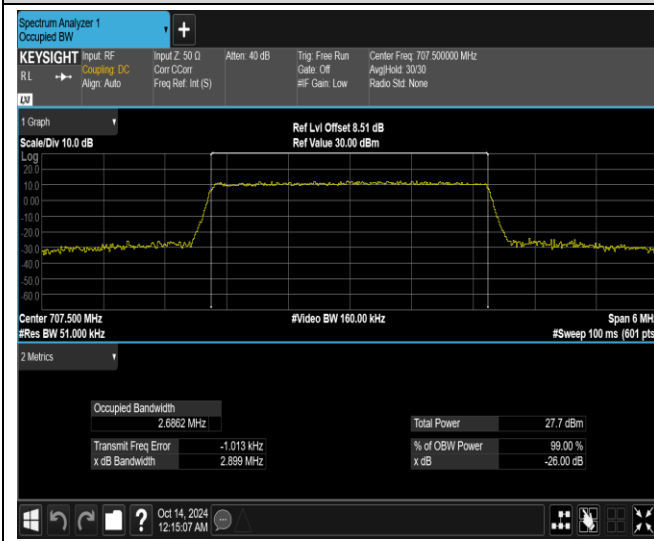 Spectrum Analyzer 1
Occupied BW
+
KEYSIGHT
RL
LXI
Input: RF
Coupling: DC
Align: Auto
Input Z: 50 Ω
Corr CCorr
Freq Ref: Int (S)
Atten: 40 dB
Trig: Free Run
Gate: Off
#IF Gain: Low
Center Freq: 707.500000 MHz
Avg|Hold: 30/30
Radio Std: None
1 Graph
Scale/Div 10.0 dB
Ref Lvl Offset 8.51 dB
Ref Value 30.00 dBm
Log
20.0
10.0
0.00
-10.0
-20.0
-30.0
-40.0
-50.0
-60.0
Center 707.500 MHz
#Res BW 51.000 kHz
#Video BW 160.00 kHz
Span 6 MHz
#Sweep 100 ms (601 pts
2 Metrics
Occupied Bandwidth
2.6862 MHz
Transmit Freq Error -1.013 kHz
x dB Bandwidth 2.899 MHz
Total Power 27.7 dBm
% of OBW Power 99.00 %
x dB -26.00 dB
?
Oct 14, 2024
12:15:07 AM